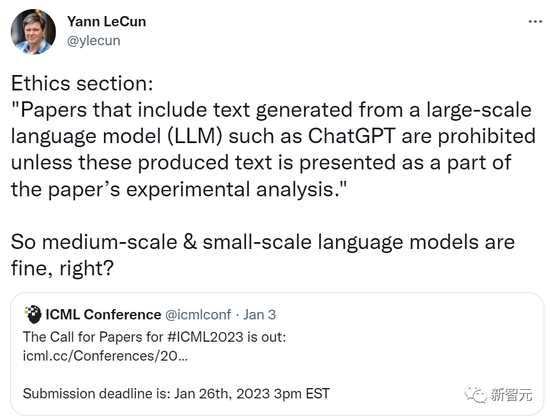 Yann LeCun
@ylecun
Ethics section:
"Papers that include text generated from a large-scale
language model (LLM) such as ChatGPT are prohibited
unless these produced text is presented as a part of
the paper’s experimental analysis."
So medium-scale & small-scale language models are
fine, right?
ICML Conference @icmlconf · Jan 3
The Call for Papers for #ICML2023 is out:
icml.cc/Conferences/20...
Submission deadline is: Jan 26th, 2023 3pm EST
新智元